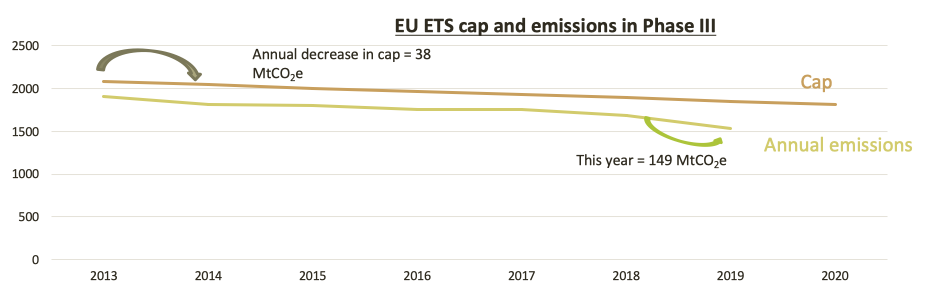 EU ETS cap and emissions in Phase III
2500
Annual decrease in cap = 38
MtCO₂e
2000
Cap
1500
Annual emissions
This year = 149 MtCO₂e
1000
500
0
2013 2014 2015 2016 2017 2018 2019 2020